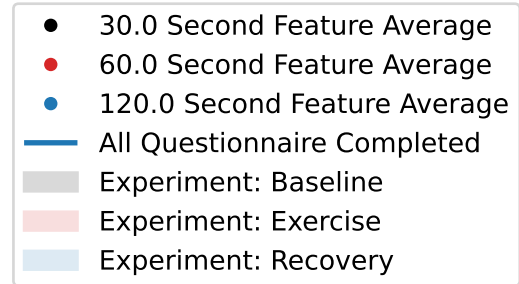 30.0 Second Feature Average
60.0 Second Feature Average
120.0 Second Feature Average
All Questionnaire Completed
Experiment: Baseline
Experiment: Exercise
Experiment: Recovery